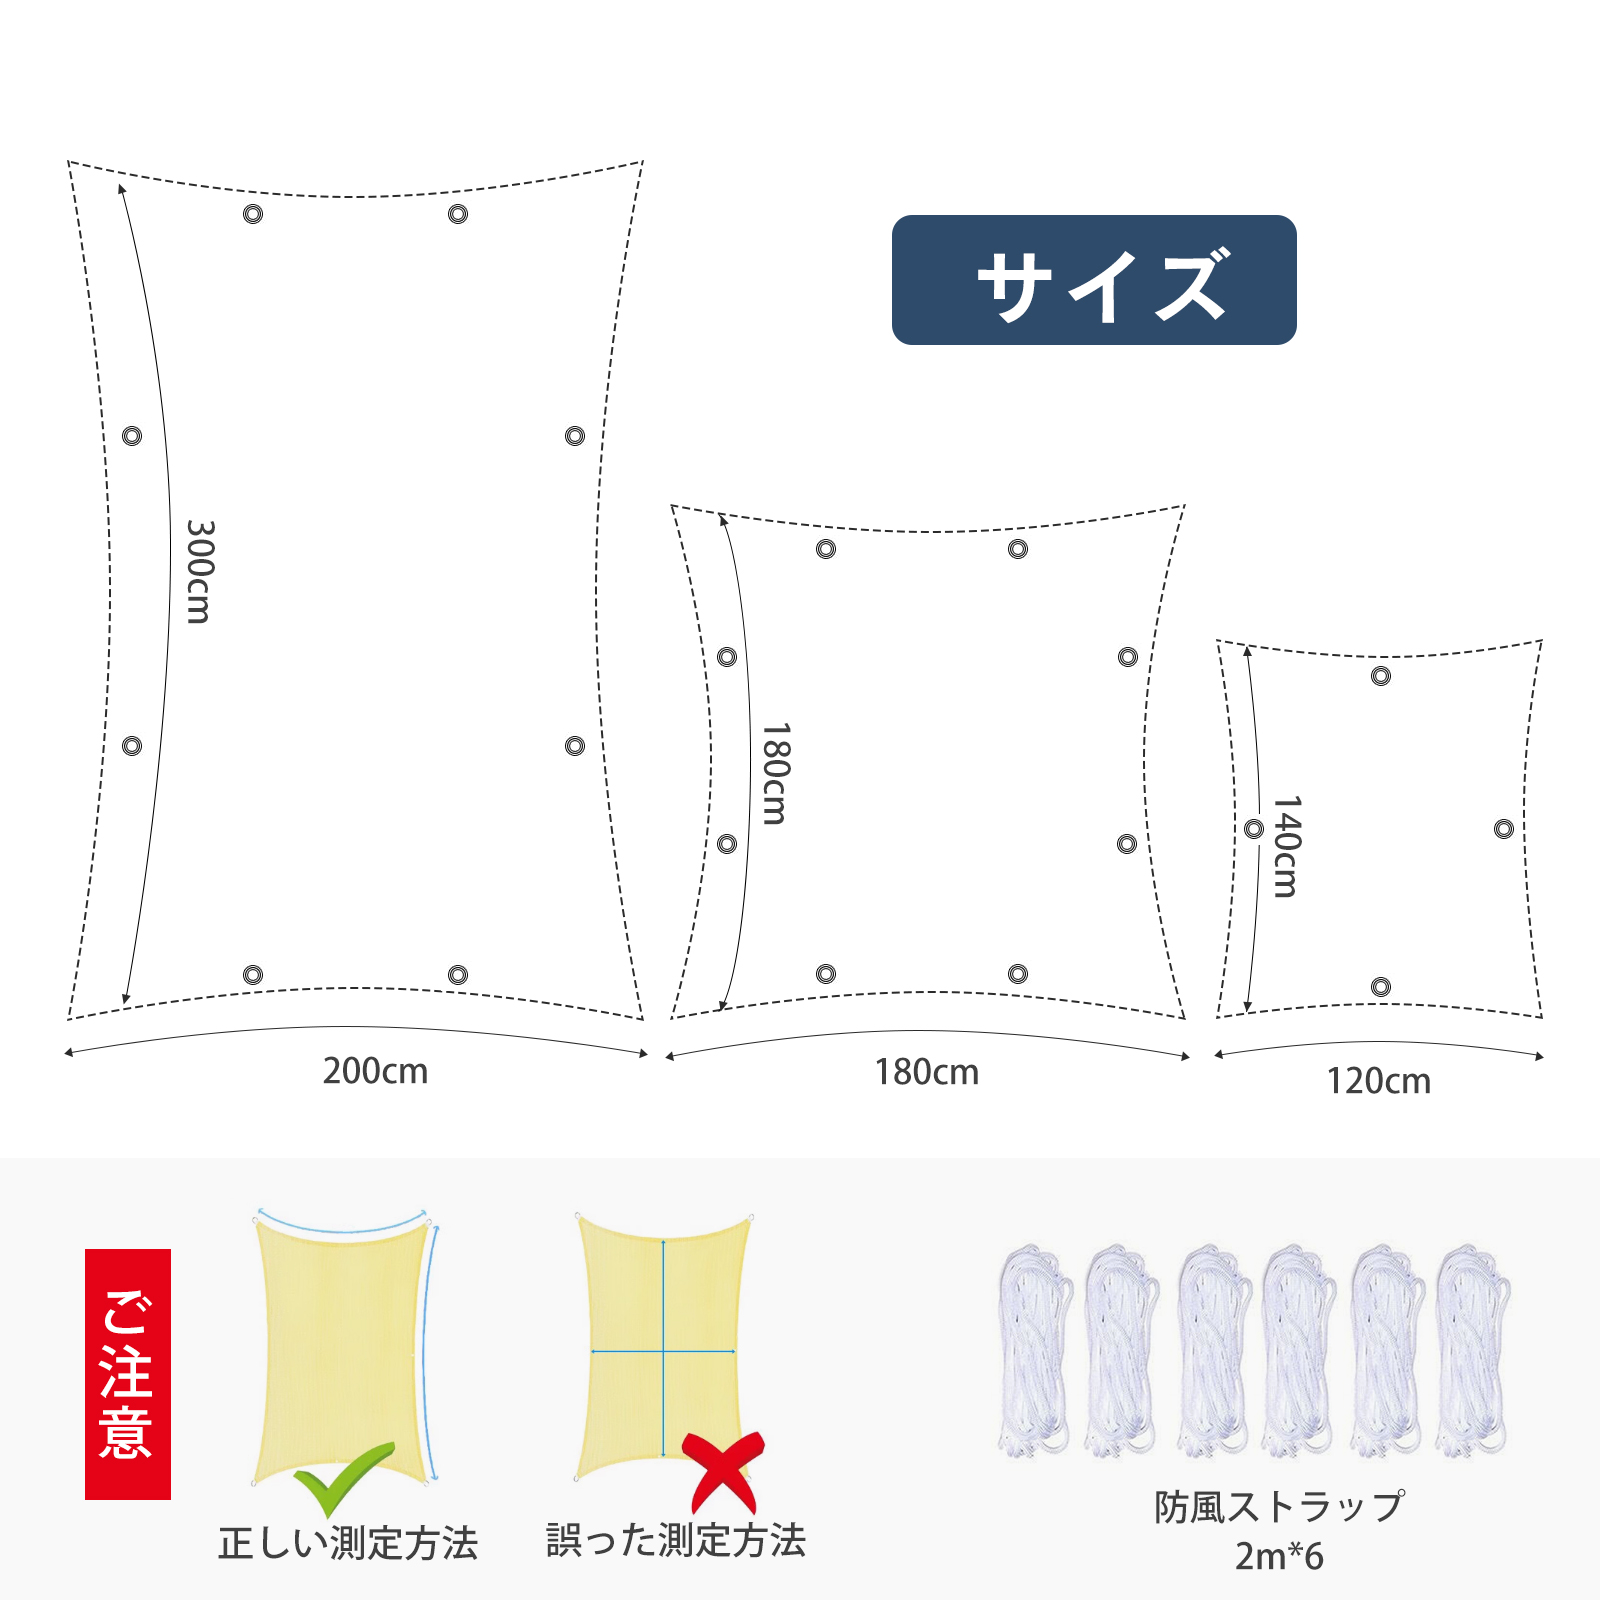 サイズ
300cm
180cm
140cm
200cm
180cm
120cm
ご注意
正しい測定方法
誤った測定方法
防風ストラップ
2m*6